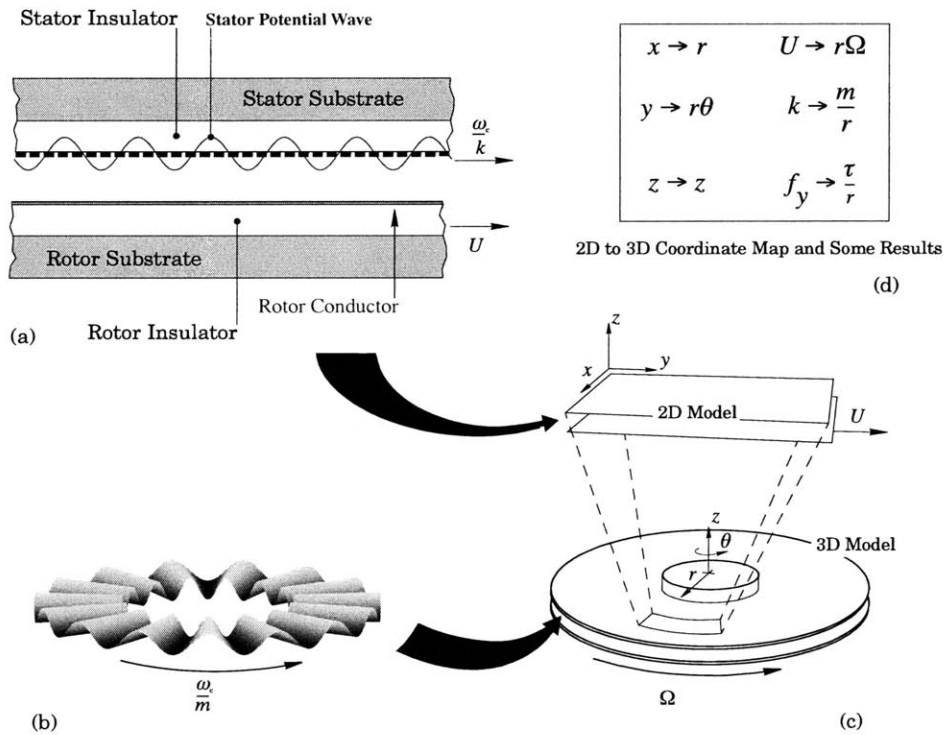 Stator Insulator
Stator Potential Wave
Stator Substrate
ω_e/k
U
Rotor Substrate
Rotor Conductor
Rotor Insulator
(a)
x → r
U → rΩ
y → rθ
k → m/r
z → z
f_y → τ/r
2D to 3D Coordinate Map and Some Results
(d)
z
x
y
2D Model
U
z
θ
3D Model
r
Ω
(c)
ω_e/m
(b)